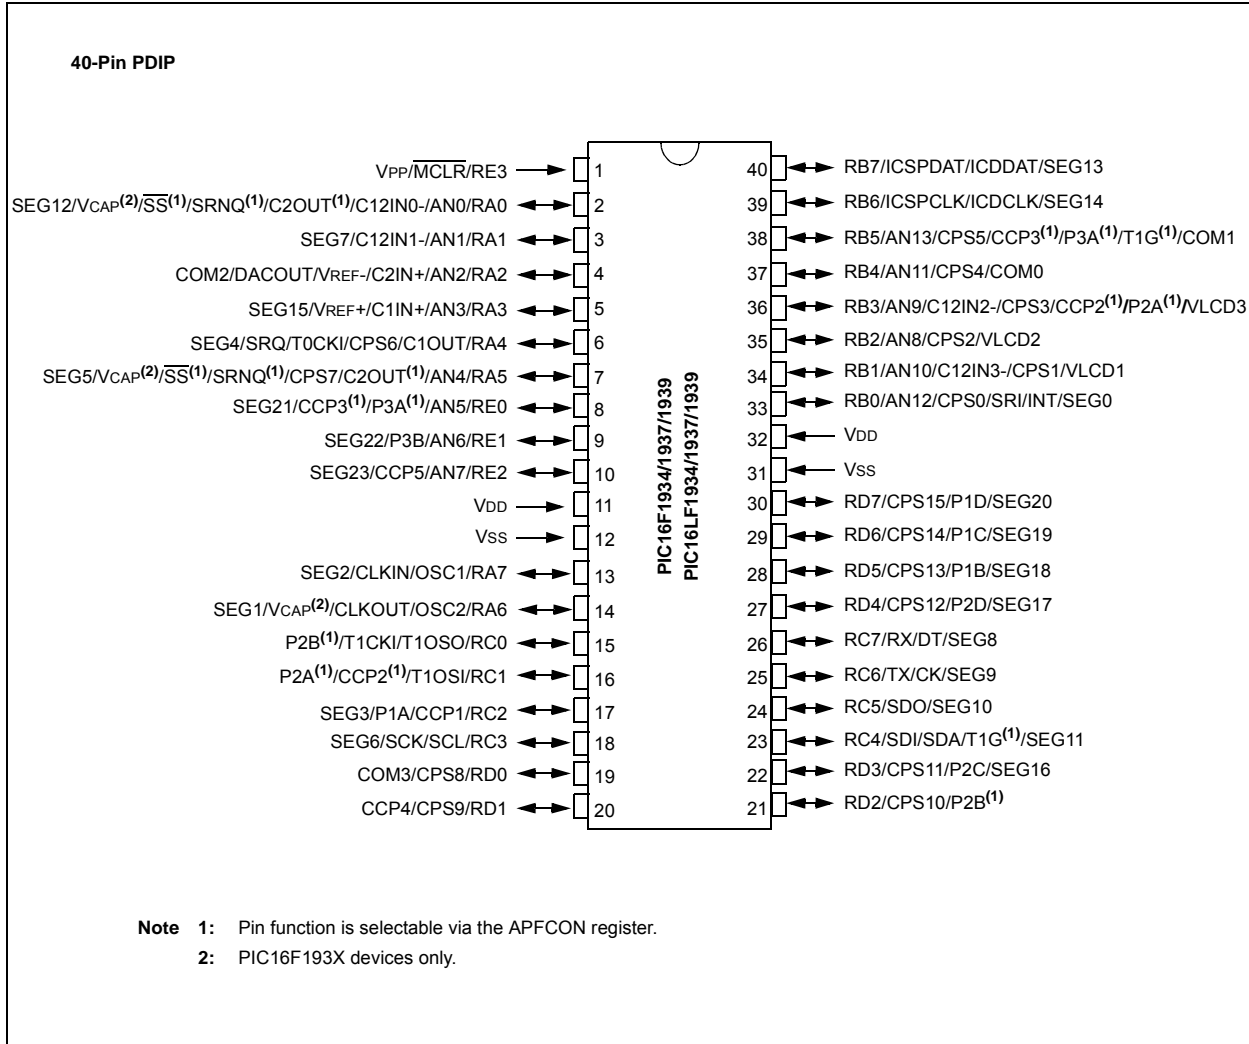 40-Pin PDIP
VPP/MCLR/RE3 1
SEG12/VCAP(2)/SS(1)/SRNQ(1)/C2OUT(1)/C12IN0-/AN0/RA0 2
SEG7/C12IN1-/AN1/RA1 3
COM2/DACOUT/VREF-/C2IN+/AN2/RA2 4
SEG15/VREF+/C1IN+/AN3/RA3 5
SEG4/SRQ/T0CKI/CPS6/C1OUT/RA4 6
SEG5/VCAP(2)/SS(1)/SRNQ(1)/CPS7/C2OUT(1)/AN4/RA5 7
SEG21/CCP3(1)/P3A(1)/AN5/RE0 8
SEG22/P3B/AN6/RE1 9
SEG23/CCP5/AN7/RE2 10
VDD 11
VSS 12
SEG2/CLKIN/OSC1/RA7 13
SEG1/VCAP(2)/CLKOUT/OSC2/RA6 14
P2B(1)/T1CKI/T1OSO/RC0 15
P2A(1)/CCP2(1)/T1OSI/RC1 16
SEG3/P1A/CCP1/RC2 17
SEG6/SCK/SCL/RC3 18
COM3/CPS8/RD0 19
CCP4/CPS9/RD1 20
PIC16F1934/1937/1939
PIC16LF1934/1937/1939
40 RB7/ICSPDAT/ICDDAT/SEG13
39 RB6/ICSPCLK/ICDCLK/SEG14
38 RB5/AN13/CPS5/CCP3(1)/P3A(1)/T1G(1)/COM1
37 RB4/AN11/CPS4/COM0
36 RB3/AN9/C12IN2-/CPS3/CCP2(1)/P2A(1)/VLCD3
35 RB2/AN8/CPS2/VLCD2
34 RB1/AN10/C12IN3-/CPS1/VLCD1
33 RB0/AN12/CPS0/SRI/INT/SEG0
32 VDD
31 VSS
30 RD7/CPS15/P1D/SEG20
29 RD6/CPS14/P1C/SEG19
28 RD5/CPS13/P1B/SEG18
27 RD4/CPS12/P2D/SEG17
26 RC7/RX/DT/SEG8
25 RC6/TX/CK/SEG9
24 RC5/SDO/SEG10
23 RC4/SDI/SDA/T1G(1)/SEG11
22 RD3/CPS11/P2C/SEG16
21 RD2/CPS10/P2B(1)
Note 1: Pin function is selectable via the APFCON register.
2: PIC16F193X devices only.